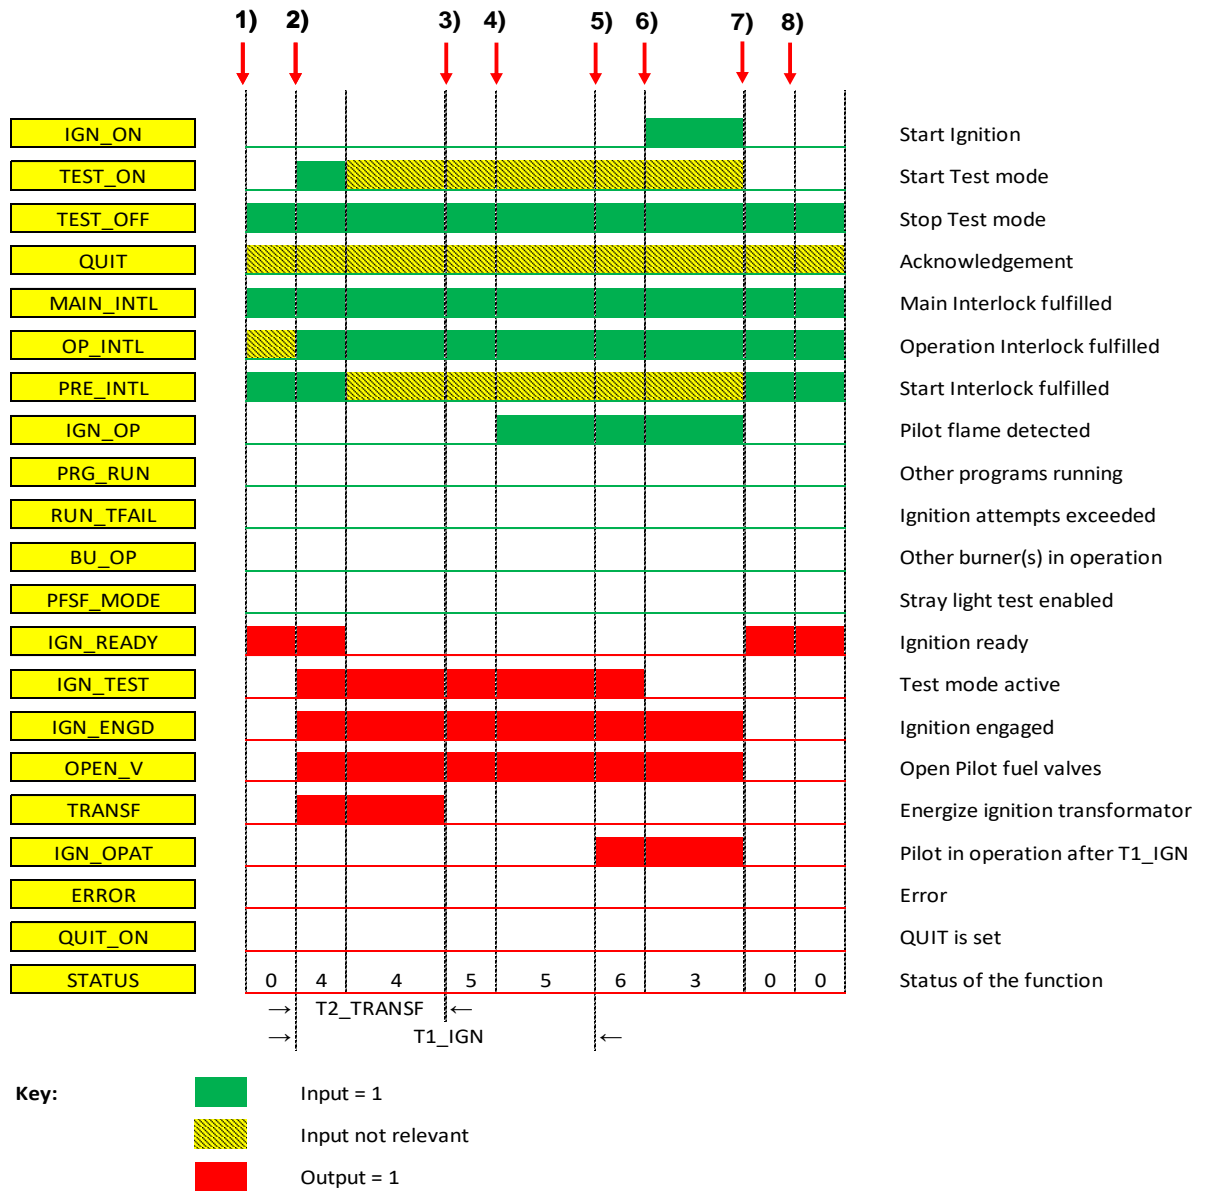 1) 2) 3) 4) 5) 6) 7) 8)
IGN_ON Start Ignition
TEST_ON Start Test mode
TEST_OFF Stop Test mode
QUIT Acknowledgement
MAIN_INTL Main Interlock fulfilled
OP_INTL Operation Interlock fulfilled
PRE_INTL Start Interlock fulfilled
IGN_OP Pilot flame detected
PRG_RUN Other programs running
RUN_TFAIL Ignition attempts exceeded
BU_OP Other burner(s) in operation
PFSF_MODE Stray light test enabled
IGN_READY Ignition ready
IGN_TEST Test mode active
IGN_ENGD Ignition engaged
OPEN_V Open Pilot fuel valves
TRANSF Energize ignition transformator
IGN_OPAT Pilot in operation after T1_IGN
ERROR Error
QUIT_ON QUIT is set
STATUS 0 4 4 5 5 6 3 0 0 Status of the function
→ T2_TRANSF ←
→ T1_IGN ←
Key: Input = 1
Input not relevant
Output = 1